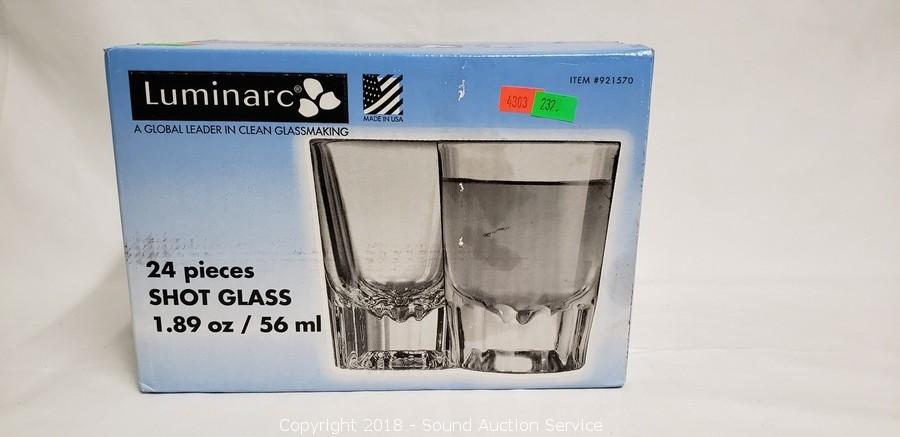 Luminarc®
MADE IN USA
A GLOBAL LEADER IN CLEAN GLASSMAKING
ITEM #921570
4303
232.
24 pieces
SHOT GLASS
1.89 oz / 56 ml
Copyright 2018 - Sound Auction Service